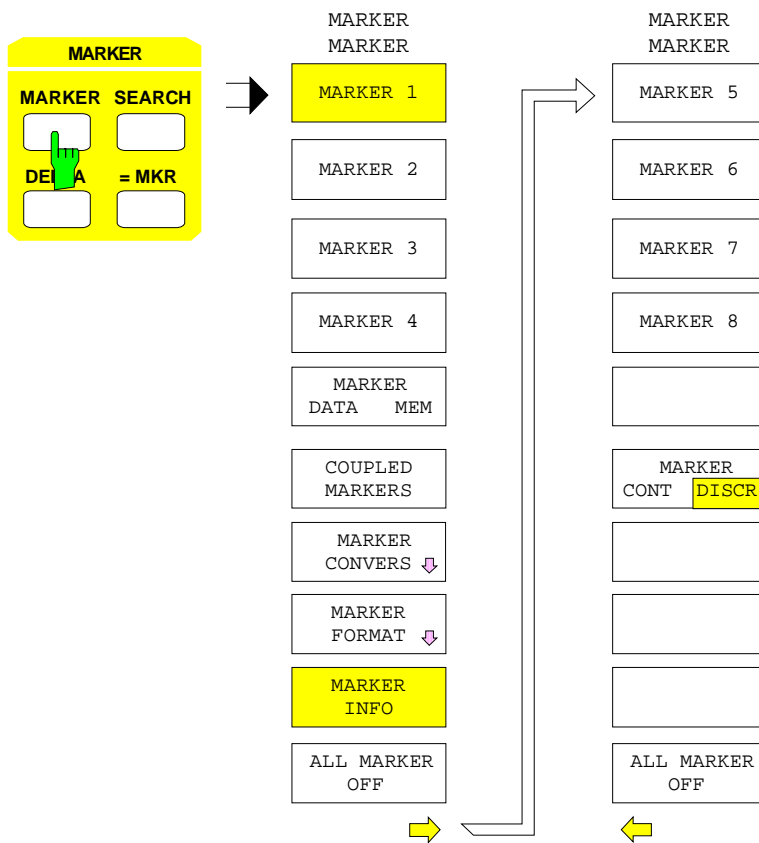 MARKER
MARKER SEARCH
DELTA = MKR
MARKER
MARKER
MARKER 1
MARKER 2
MARKER 3
MARKER 4
MARKER
DATA MEM
COUPLED
MARKERS
MARKER
CONVERS
MARKER
FORMAT
MARKER
INFO
ALL MARKER
OFF
MARKER
MARKER
MARKER 5
MARKER 6
MARKER 7
MARKER 8
MARKER
CONT DISCR
ALL MARKER
OFF